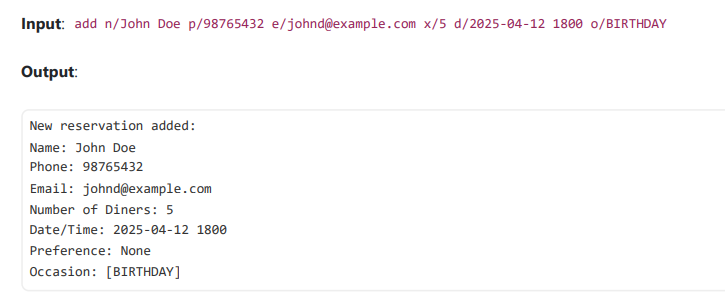 Input: add n/John Doe p/98765432 e/johnd@example.com x/5 d/2025-04-12 1800 o/BIRTHDAY
Output:
New reservation added:
Name: John Doe
Phone: 98765432
Email: johnd@example.com
Number of Diners: 5
Date/Time: 2025-04-12 1800
Preference: None
Occasion: [BIRTHDAY]